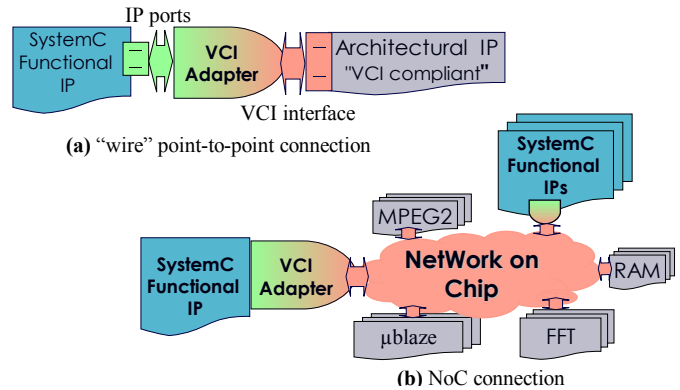 IP ports
SystemC
Functional
IP
VCI
Adapter
Architectural IP
"VCI compliant"
VCI interface
(a) “wire” point-to-point connection
SystemC
Functional
IPs
MPEG2
SystemC
Functional IP
VCI
Adapter
NetWork on
Chip
RAM
µblaze
FFT
(b) NoC connection